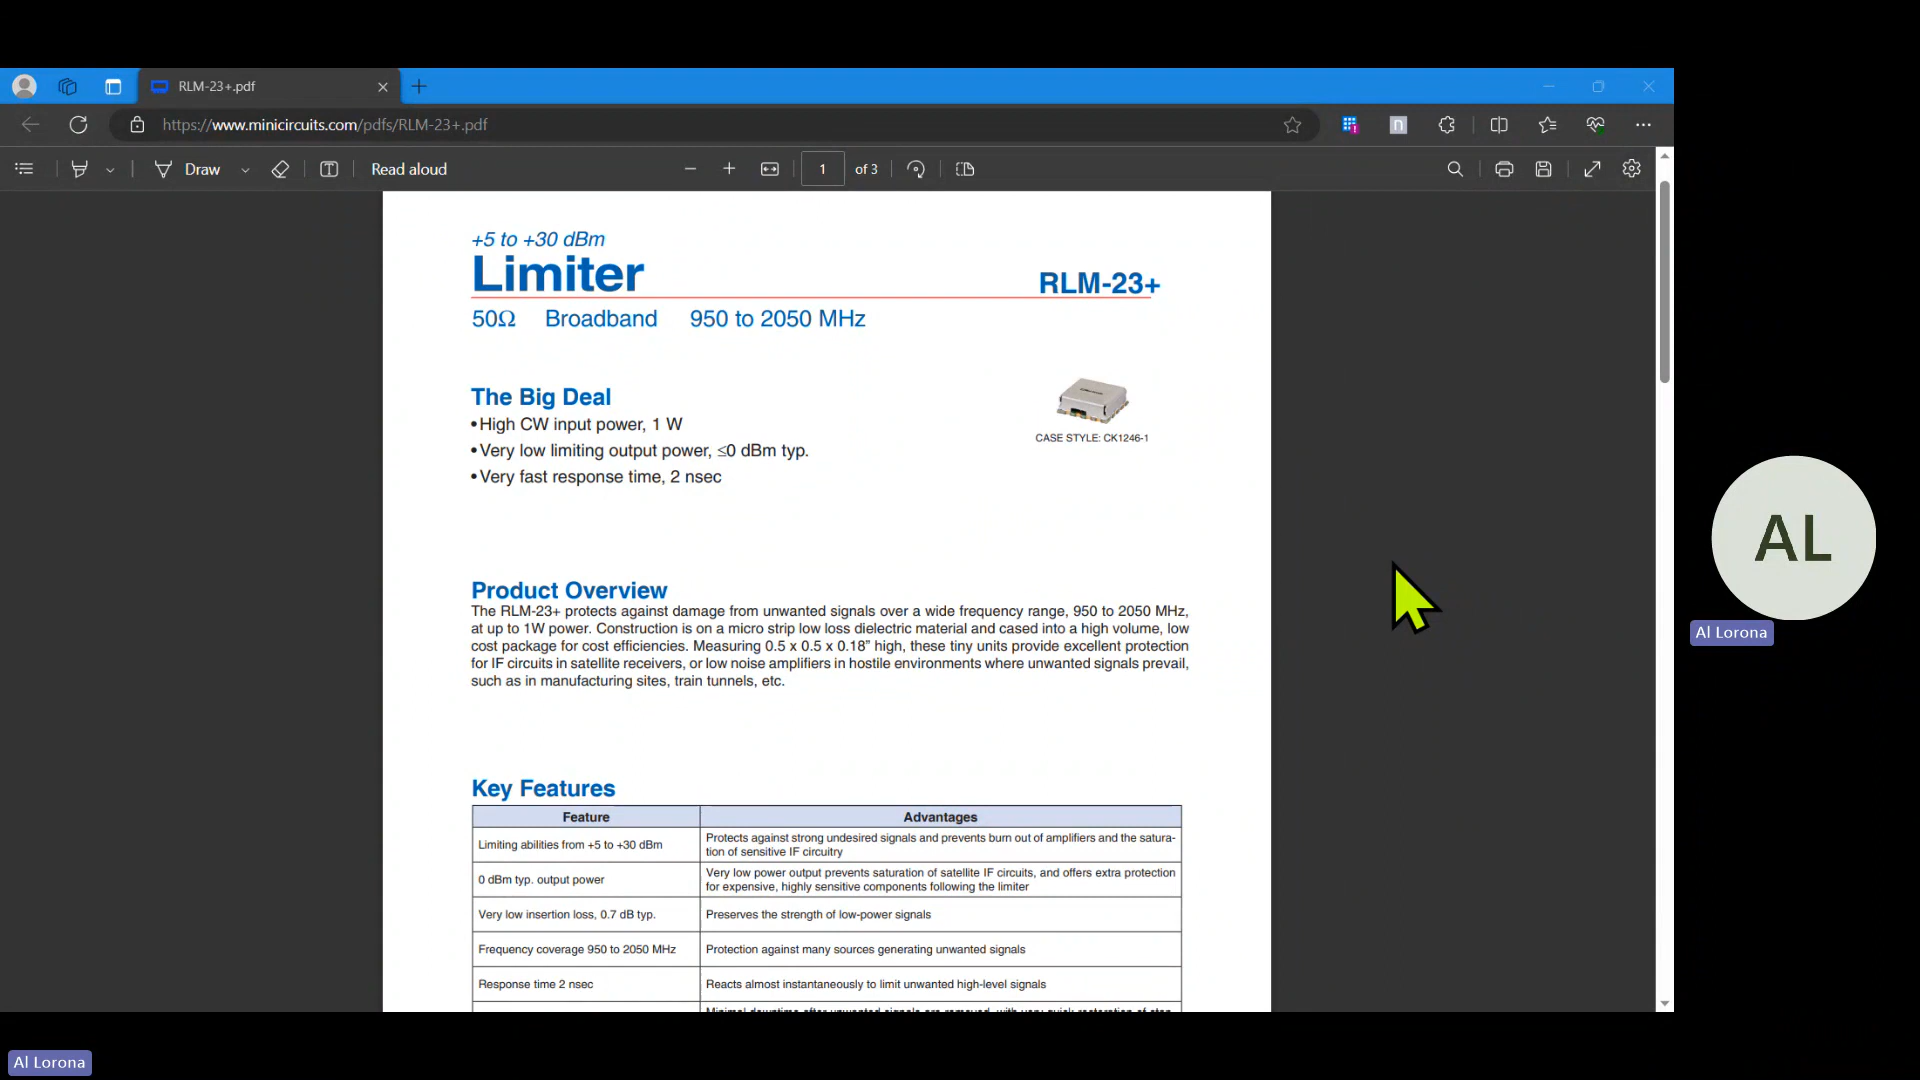 RLM-23+.pdf
https://www.minicircuits.com/pdfs/RLM-23+.pdf
Draw
Read aloud
1
of 3
+5 to +30 dBm
Limiter
RLM-23+
50Ω Broadband 950 to 2050 MHz
The Big Deal
•High CW input power, 1 W
•Very low limiting output power, ≤0 dBm typ.
•Very fast response time, 2 nsec
CASE STYLE: CK1246-1
Product Overview
The RLM-23+ protects against damage from unwanted signals over a wide frequency range, 950 to 2050 MHz,
at up to 1W power. Construction is on a micro strip low loss dielectric material and cased into a high volume, low
cost package for cost efficiencies. Measuring 0.5 x 0.5 x 0.18" high, these tiny units provide excellent protection
for IF circuits in satellite receivers, or low noise amplifiers in hostile environments where unwanted signals prevail,
such as in manufacturing sites, train tunnels, etc.
Key Features
Feature
Advantages
Limiting abilities from +5 to +30 dBm
Protects against strong undesired signals and prevents burn out of amplifiers and the satura-
tion of sensitive IF circuitry
0 dBm typ. output power
Very low power output prevents saturation of satellite IF circuits, and offers extra protection
for expensive, highly sensitive components following the limiter
Very low insertion loss, 0.7 dB typ.
Preserves the strength of low-power signals
Frequency coverage 950 to 2050 MHz
Protection against many sources generating unwanted signals
Response time 2 nsec
Reacts almost instantaneously to limit unwanted high-level signals
AL
Al Lorona
Al Lorona